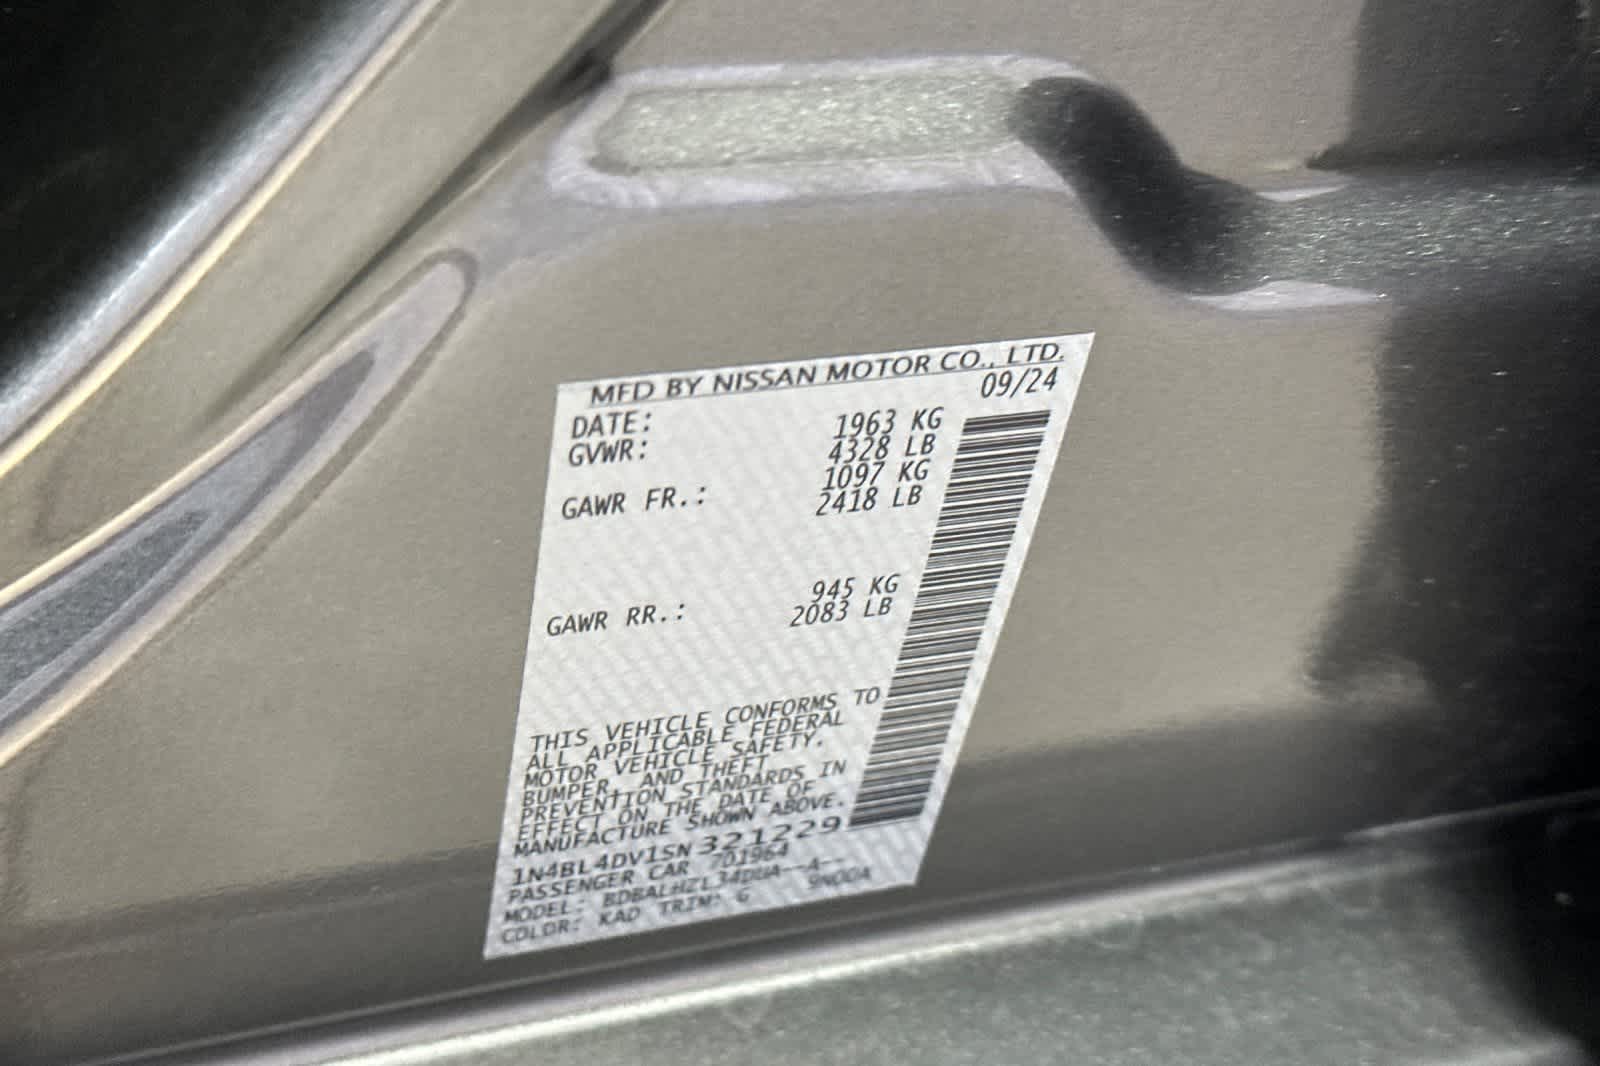 MFD BY NISSAN MOTOR CO., LTD.
DATE: 09/24
GVWR: 1963 KG
4328 LB
GAWR FR.: 1097 KG
2418 LB
GAWR RR.: 945 KG
2083 LB
THIS VEHICLE CONFORMS TO
ALL APPLICABLE FEDERAL
MOTOR VEHICLE SAFETY,
BUMPER, AND THEFT
PREVENTION STANDARDS IN
EFFECT ON THE DATE OF
MANUFACTURE SHOWN ABOVE.
1N4BL4DV1SN321229
PASSENGER CAR 701964
MODEL:
COLOR: KAD TRIM: G